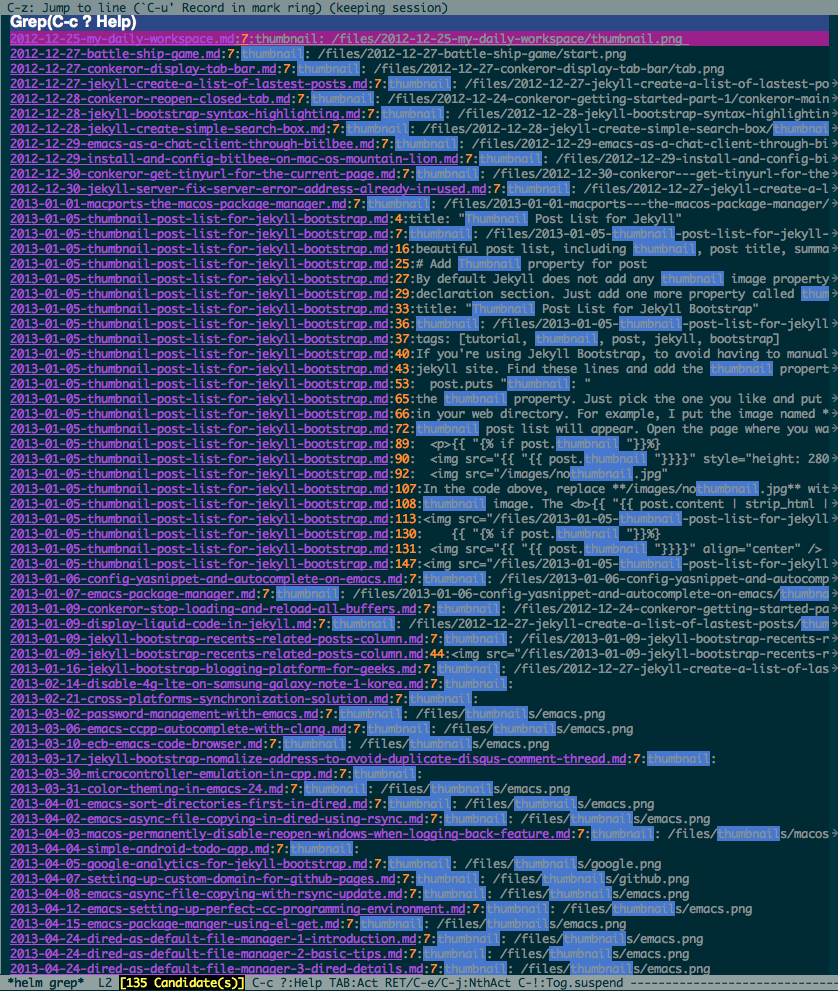 C-z: Jump to line (`C-u' Record in mark ring) (keeping session)
Grep(C-c ? Help)
2012-12-25-my-daily-workspace.md:7:thumbnail: /files/2012-12-25-my-daily-workspace/thumbnail.png
2012-12-27-battle-ship-game.md:7:thumbnail: /files/2012-12-27-battle-ship-game/start.png
2012-12-27-conkeror-display-tab-bar.md:7:thumbnail: /files/2012-12-27-conkeror-display-tab-bar/tab.png
2012-12-27-jekyll-create-a-list-of-lastest-posts.md:7:thumbnail: /files/2012-12-27-jekyll-create-a-list-of-lastest-po
2012-12-28-conkeror-reopen-closed-tab.md:7:thumbnail: /files/2012-12-24-conkeror-getting-started-part-1/conkeror-main
2012-12-28-jekyll-bootstrap-syntax-highlighting.md:7:thumbnail: /files/2012-12-28-jekyll-bootstrap-syntax-highlightin
2012-12-28-jekyll-create-simple-search-box.md:7:thumbnail: /files/2012-12-28-jekyll-create-simple-search-box/thumbnai
2012-12-29-emacs-as-a-chat-client-through-bitlbee.md:7:thumbnail: /files/2012-12-29-emacs-as-a-chat-client-through-bi
2012-12-29-install-and-config-bitlbee-on-mac-os-mountain-lion.md:7:thumbnail: /files/2012-12-29-install-and-config-bi
2012-12-30-conkeror-get-tinyurl-for-the-current-page.md:7:thumbnail: /files/2012-12-30-conkeror---get-tinyurl-for-the
2012-12-30-jekyll-server-fix-server-error-address-already-in-used.md:7:thumbnail: /files/2012-12-27-jekyll-create-a-l
2013-01-01-macports-the-macos-package-manager.md:7:thumbnail: /files/2013-01-01-macports---the-macos-package-manager/
2013-01-05-thumbnail-post-list-for-jekyll-bootstrap.md:4:title: "Thumbnail Post List for Jekyll"
2013-01-05-thumbnail-post-list-for-jekyll-bootstrap.md:7:thumbnail: /files/2013-01-05-thumbnail-post-list-for-jekyll-
2013-01-05-thumbnail-post-list-for-jekyll-bootstrap.md:16:beautiful post list, including thumbnail, post title, summa
2013-01-05-thumbnail-post-list-for-jekyll-bootstrap.md:25:# Add Thumbnail property for post
2013-01-05-thumbnail-post-list-for-jekyll-bootstrap.md:27:By default Jekyll does not add any thumbnail image property
2013-01-05-thumbnail-post-list-for-jekyll-bootstrap.md:29:declaration section. Just add one more property called thum
2013-01-05-thumbnail-post-list-for-jekyll-bootstrap.md:33:title: "Thumbnail Post List for Jekyll Bootstrap"
2013-01-05-thumbnail-post-list-for-jekyll-bootstrap.md:36:thumbnail: /files/2013-01-05-thumbnail-post-list-for-jekyll
2013-01-05-thumbnail-post-list-for-jekyll-bootstrap.md:37:tags: [tutorial, thumbnail, post, jekyll, bootstrap]
2013-01-05-thumbnail-post-list-for-jekyll-bootstrap.md:40:If you're using Jekyll Bootstrap, to avoid having to manual
2013-01-05-thumbnail-post-list-for-jekyll-bootstrap.md:43:jekyll site. Find these lines and add the thumbnail propert
2013-01-05-thumbnail-post-list-for-jekyll-bootstrap.md:53:  post.puts "thumbnail: "
2013-01-05-thumbnail-post-list-for-jekyll-bootstrap.md:65:the thumbnail property. Just pick the one you like and put
2013-01-05-thumbnail-post-list-for-jekyll-bootstrap.md:66:in your web directory. For example, I put the image named *
2013-01-05-thumbnail-post-list-for-jekyll-bootstrap.md:72:thumbnail post list will appear. Open the page where you wa
2013-01-05-thumbnail-post-list-for-jekyll-bootstrap.md:89:  <p>{{ "{% if post.thumbnail "}}%}
2013-01-05-thumbnail-post-list-for-jekyll-bootstrap.md:90:  <img src="{{ "{{ post.thumbnail "}}}}" style="height: 280
2013-01-05-thumbnail-post-list-for-jekyll-bootstrap.md:92:  <img src="/images/nothumbnail.jpg"
2013-01-05-thumbnail-post-list-for-jekyll-bootstrap.md:107:In the code above, replace **/images/nothumbnail.jpg** wit
2013-01-05-thumbnail-post-list-for-jekyll-bootstrap.md:108:thumbnail image. The <b>{{ "{{ post.content | strip_html |
2013-01-05-thumbnail-post-list-for-jekyll-bootstrap.md:113:<img src="/files/2013-01-05-thumbnail-post-list-for-jekyll
2013-01-05-thumbnail-post-list-for-jekyll-bootstrap.md:130:    {{ "{% if post.thumbnail "}}%}
2013-01-05-thumbnail-post-list-for-jekyll-bootstrap.md:131: <img src="{{ "{{ post.thumbnail "}}}}" align="center" />
2013-01-05-thumbnail-post-list-for-jekyll-bootstrap.md:147:<img src="/files/2013-01-05-thumbnail-post-list-for-jekyll
2013-01-06-config-yasnippet-and-autocomplete-on-emacs.md:7:thumbnail: /files/2013-01-06-config-yasnippet-and-autocomp
2013-01-07-emacs-package-manager.md:7:thumbnail: /files/2013-01-06-config-yasnippet-and-autocomplete-on-emacs/thumbna
2013-01-09-conkeror-stop-loading-and-reload-all-buffers.md:7:thumbnail: /files/2012-12-24-conkeror-getting-started-pa
2013-01-09-display-liquid-code-in-jekyll.md:7:thumbnail: /files/2012-12-27-jekyll-create-a-list-of-lastest-posts/thum
2013-01-09-jekyll-bootstrap-recents-related-posts-column.md:7:thumbnail: /files/2013-01-09-jekyll-bootstrap-recents-r
2013-01-09-jekyll-bootstrap-recents-related-posts-column.md:44:<img src="/files/2013-01-09-jekyll-bootstrap-recents-r
2013-01-16-jekyll-bootstrap-blogging-platform-for-geeks.md:7:thumbnail: /files/2012-12-27-jekyll-create-a-list-of-las
2013-02-14-disable-4g-lte-on-samsung-galaxy-note-1-korea.md:7:thumbnail:
2013-02-21-cross-platforms-synchronization-solution.md:7:thumbnail:
2013-03-02-password-management-with-emacs.md:7:thumbnail: /files/thumbnails/emacs.png
2013-03-06-emacs-ccpp-autocomplete-with-clang.md:7:thumbnail: /files/thumbnails/emacs.png
2013-03-10-ecb-emacs-code-browser.md:7:thumbnail: /files/thumbnails/emacs.png
2013-03-17-jekyll-bootstrap-nomalize-address-to-avoid-duplicate-disqus-comment-thread.md:7:thumbnail:
2013-03-30-microcontroller-emulation-in-cpp.md:7:thumbnail:
2013-03-31-color-theming-in-emacs-24.md:7:thumbnail: /files/thumbnails/emacs.png
2013-04-01-emacs-sort-directories-first-in-dired.md:7:thumbnail: /files/thumbnails/emacs.png
2013-04-02-emacs-async-file-copying-in-dired-using-rsync.md:7:thumbnail: /files/thumbnails/emacs.png
2013-04-03-macos-permanently-disable-reopen-windows-when-logging-back-feature.md:7:thumbnail: /files/thumbnails/macos
2013-04-04-simple-android-todo-app.md:7:thumbnail:
2013-04-05-google-analytics-for-jekyll-bootstrap.md:7:thumbnail: /files/thumbnails/google.png
2013-04-07-setting-up-custom-domain-for-github-pages.md:7:thumbnail: /files/thumbnails/github.png
2013-04-08-emacs-async-file-copying-with-rsync-update.md:7:thumbnail: /files/thumbnails/emacs.png
2013-04-12-emacs-setting-up-perfect-cc-programming-environment.md:7:thumbnail: /files/thumbnails/emacs.png
2013-04-15-emacs-package-manger-using-el-get.md:7:thumbnail: /files/thumbnails/emacs.png
2013-04-24-dired-as-default-file-manager-1-introduction.md:7:thumbnail: /files/thumbnails/emacs.png
2013-04-24-dired-as-default-file-manager-2-basic-tips.md:7:thumbnail: /files/thumbnails/emacs.png
2013-04-24-dired-as-default-file-manager-3-dired-details.md:7:thumbnail: /files/thumbnails/emacs.png
*helm grep*  L2 [135 Candidate(s)] C-c ?:Help TAB:Act RET/C-e/C-j:NthAct C-!:Tog.suspend --------------------------